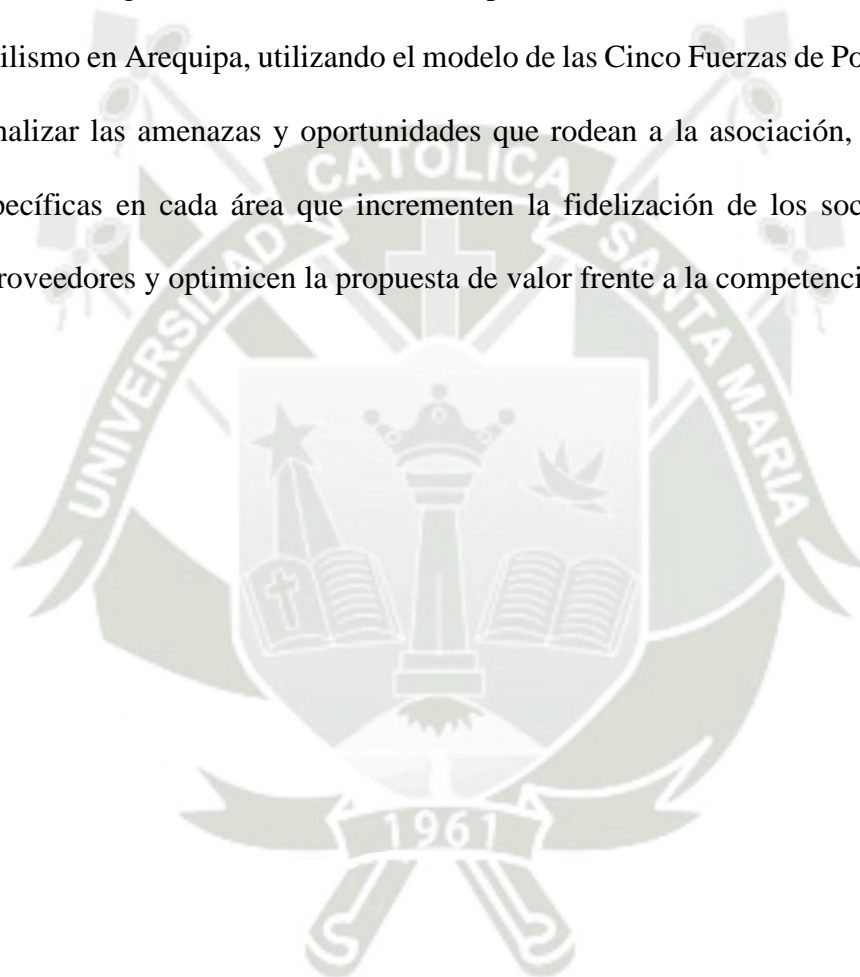 ilismo en Arequipa, utilizando el modelo de las Cinco Fuerzas de Po
nalizar las amenazas y oportunidades que rodean a la asociación,
pecíficas en cada área que incrementen la fidelización de los soc
roveedores y optimicen la propuesta de valor frente a la competenci
UNIVERSIDAD CATOLICA SANTA MARIA
1961